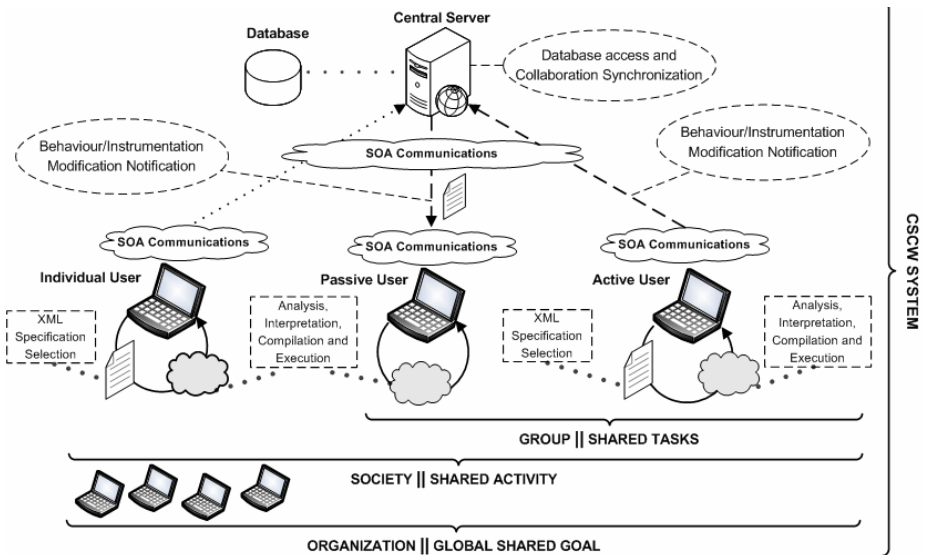 Central Server
Database
Database access and
Collaboration Synchronization
Behaviour/Instrumentation
Modification Notification
SOA Communications
Behaviour/Instrumentation
Modification Notification
SOA Communications
SOA Communications
SOA Communications
Individual User
Passive User
Active User
XML
Specification
Selection
Analysis,
Interpretation,
Compilation and
Execution
XML
Specification
Selection
Analysis,
Interpretation,
Compilation and
Execution
GROUP || SHARED TASKS
SOCIETY || SHARED ACTIVITY
ORGANIZATION || GLOBAL SHARED GOAL
CSCW SYSTEM